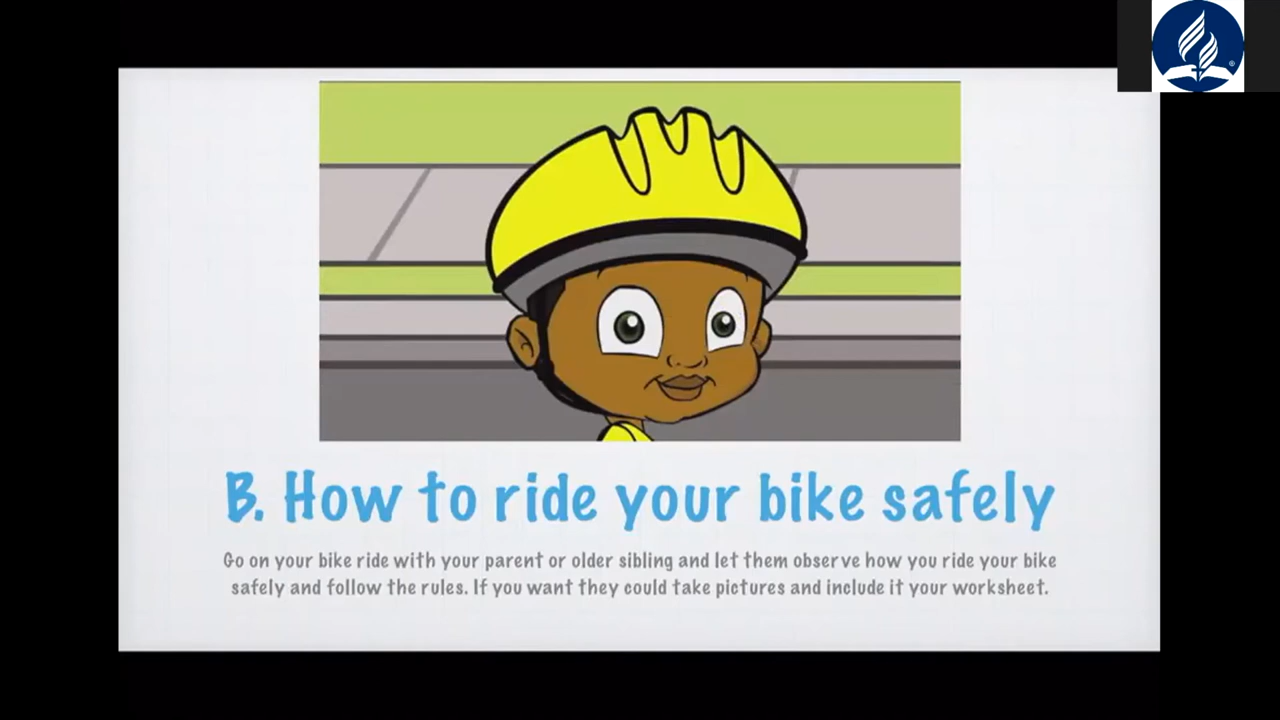 B. How to ride your bike safely
Go on your bike ride with your parent or older sibling and let them observe how you ride your bike
safely and follow the rules. If you want they could take pictures and include it your worksheet.